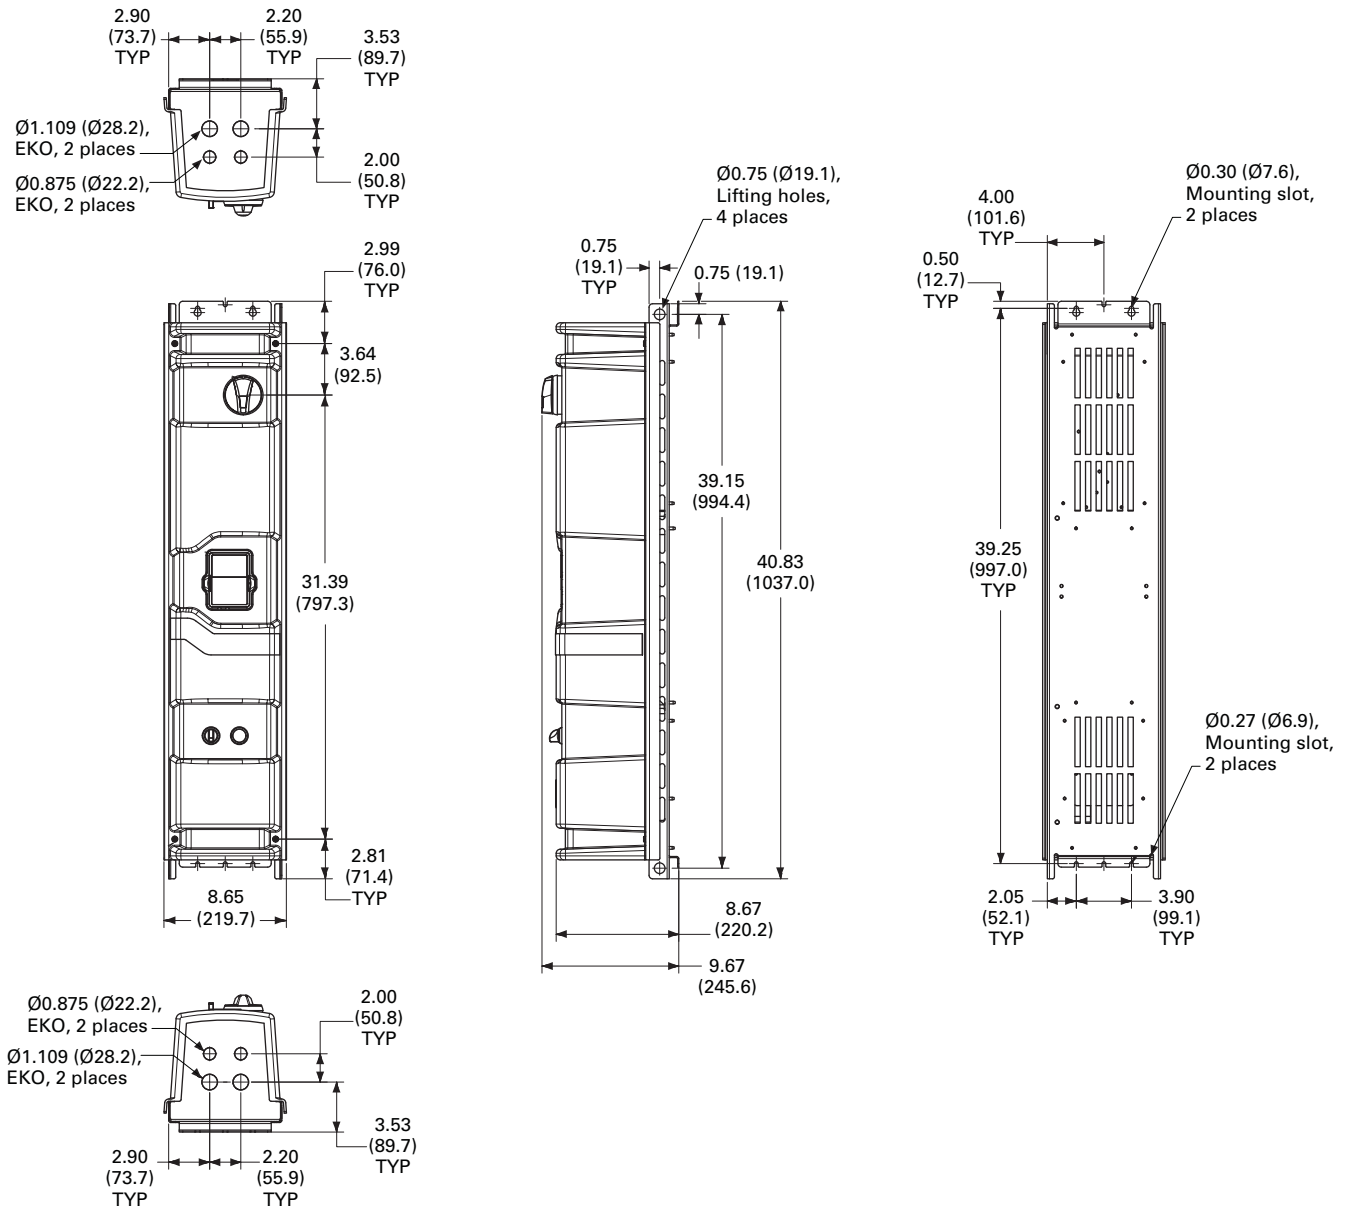 2.90
(73.7)
TYP
2.20
(55.9)
TYP
3.53
(89.7)
TYP
Ø1.109 (Ø28.2),
EKO, 2 places
Ø0.875 (Ø22.2),
EKO, 2 places
2.00
(50.8)
TYP
2.99
(76.0)
TYP
3.64
(92.5)
31.39
(797.3)
2.81
(71.4)
TYP
8.65
(219.7)
Ø0.75 (Ø19.1),
Lifting holes,
4 places
0.75
(19.1)
TYP
0.75 (19.1)
39.15
(994.4)
40.83
(1037.0)
8.67
(220.2)
9.67
(245.6)
Ø0.30 (Ø7.6),
Mounting slot,
2 places
4.00
(101.6)
TYP
0.50
(12.7)
TYP
39.25
(997.0)
TYP
Ø0.27 (Ø6.9),
Mounting slot,
2 places
2.05
(52.1)
TYP
3.90
(99.1)
TYP
Ø0.875 (Ø22.2),
EKO, 2 places
Ø1.109 (Ø28.2),
EKO, 2 places
2.00
(50.8)
TYP
3.53
(89.7)
TYP
2.90
(73.7)
TYP
2.20
(55.9)
TYP